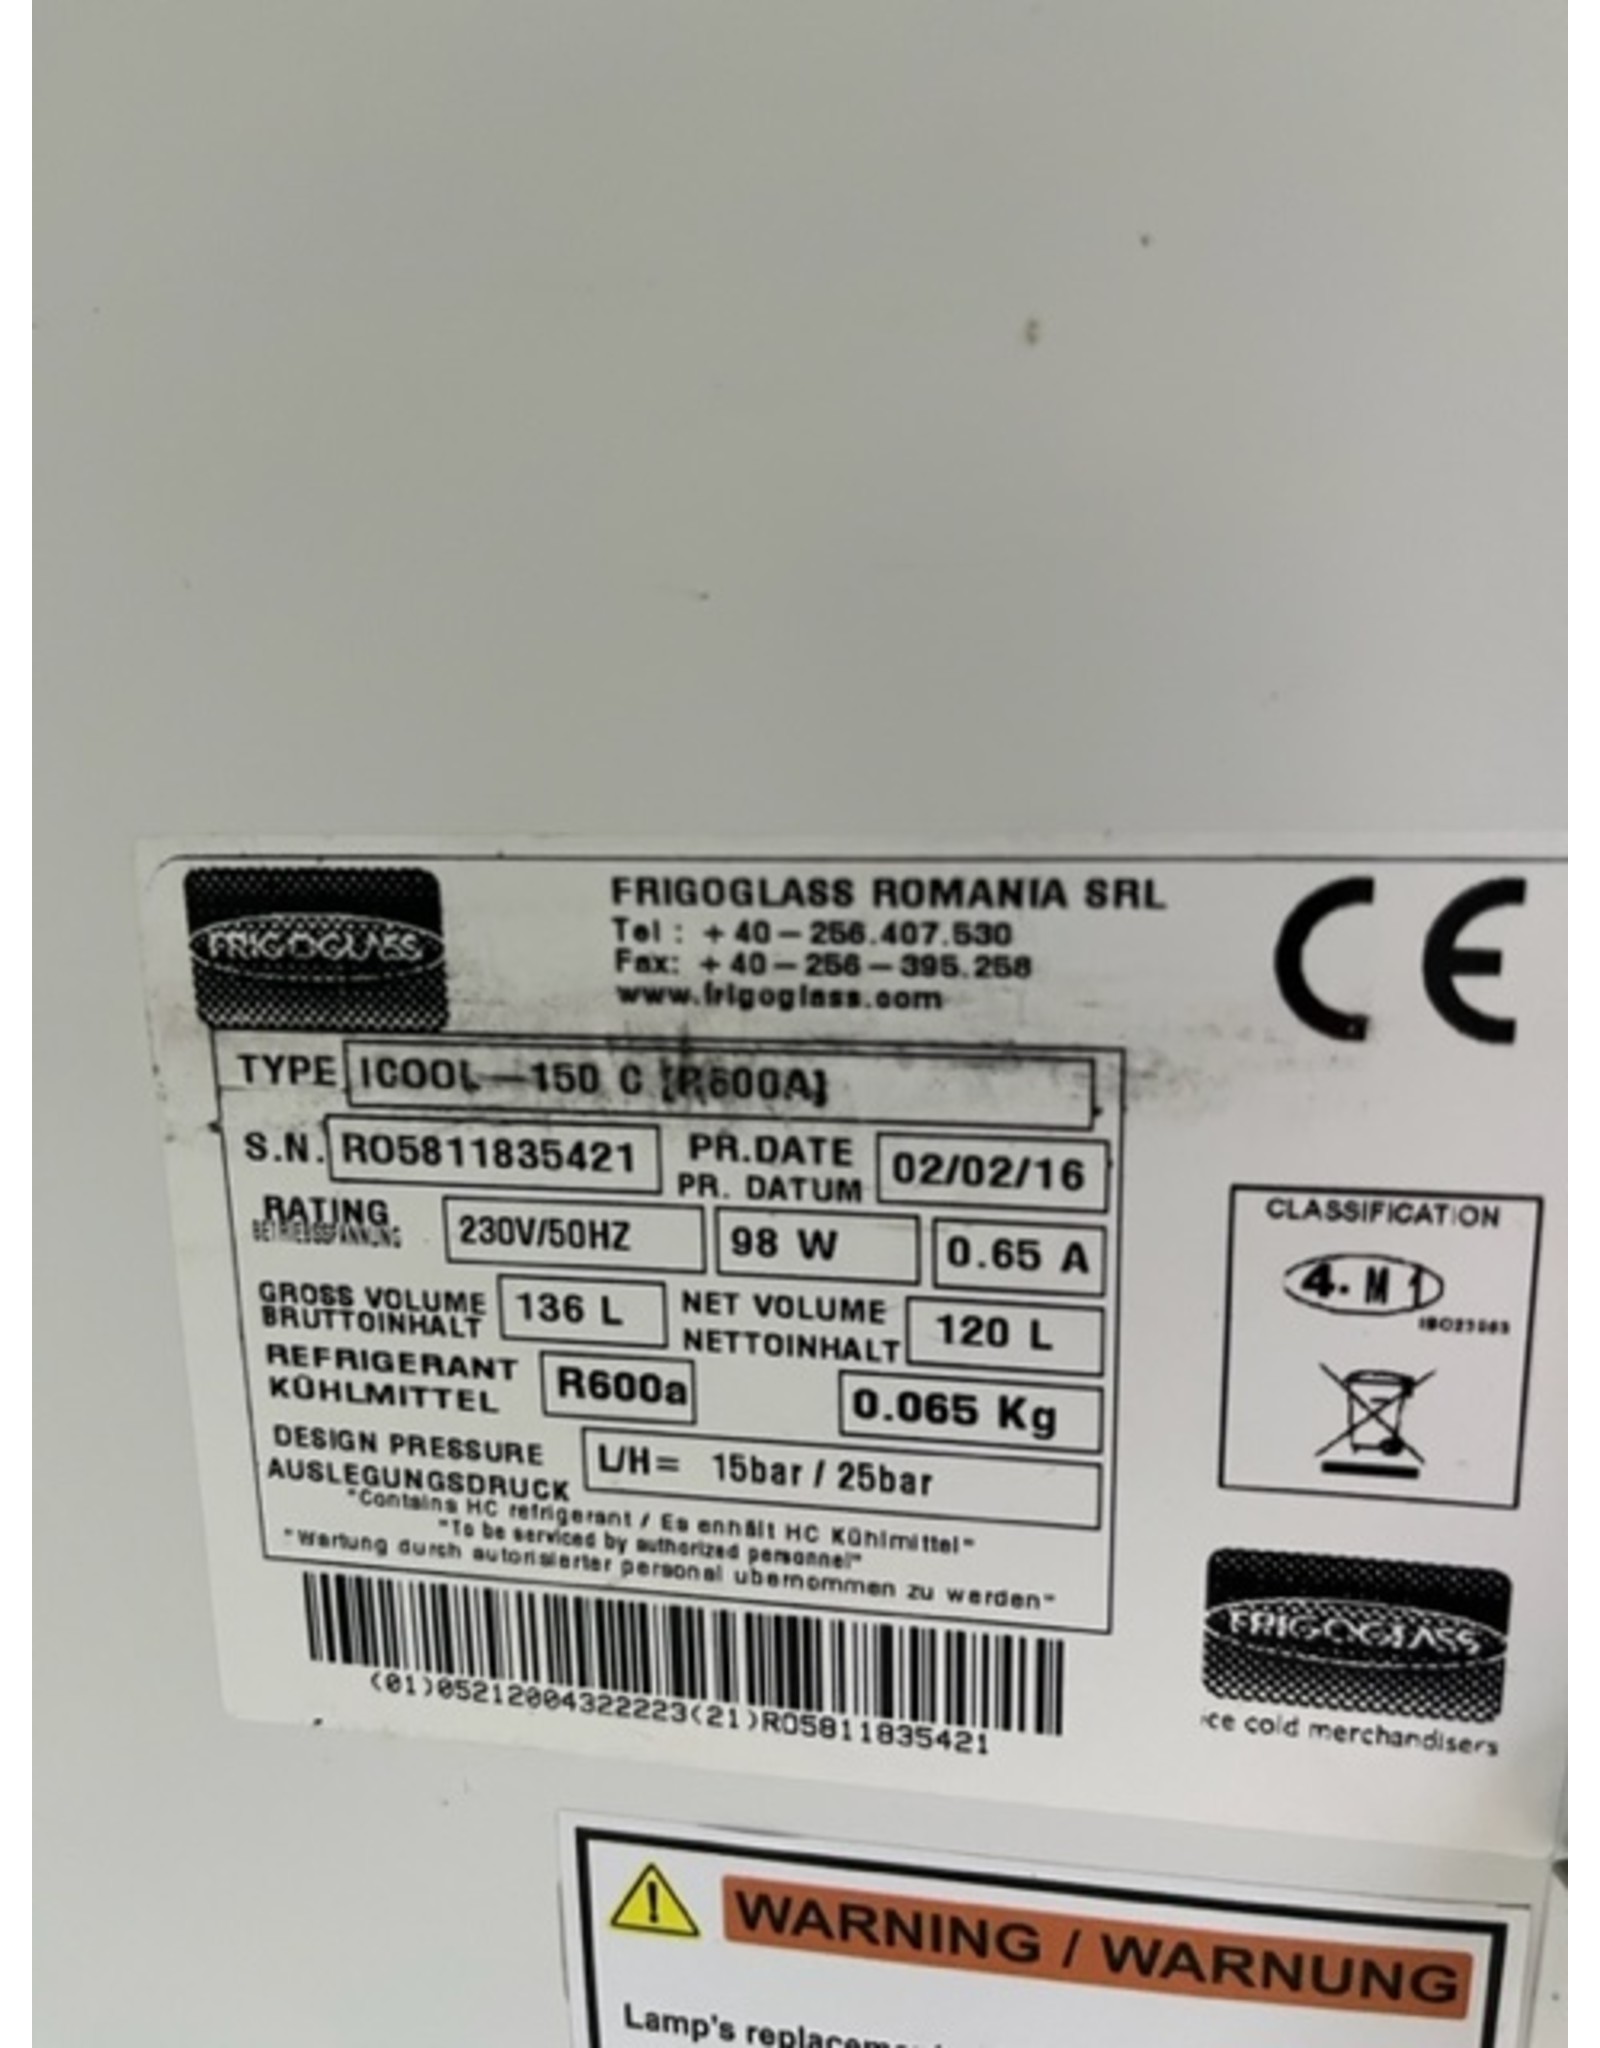 FRIGOGLASS
FRIGOGLASS ROMANIA SRL
Tel : +40-256.407.530
Fax: +40-256-395.258
www.frigoglass.com
CE
TYPE ICOOL-150 C [R600A]
S.N. RO5811835421 PR.DATE 02/02/16
PR. DATUM
RATING 230V/50HZ 98 W 0.65 A
BETRIEBSSPANNUNG
GROSS VOLUME 136 L NET VOLUME 120 L
BRUTTOINHALT NETTOINHALT
REFRIGERANT R600a 0.065 Kg
KÜHLMITTEL
DESIGN PRESSURE L/H= 15bar / 25bar
AUSLEGUNGSDRUCK
"Contains HC refrigerant / Es enhält HC Kühlmittel"
"To be serviced by authorized personnel"
"Wartung durch autorisierter personal ubernommen zu werden"
(01)05212004322223(21)RO5811835421
CLASSIFICATION
4. M 1
FRIGOGLASS
ice cold merchandisers
WARNING / WARNUNG
Lamp's